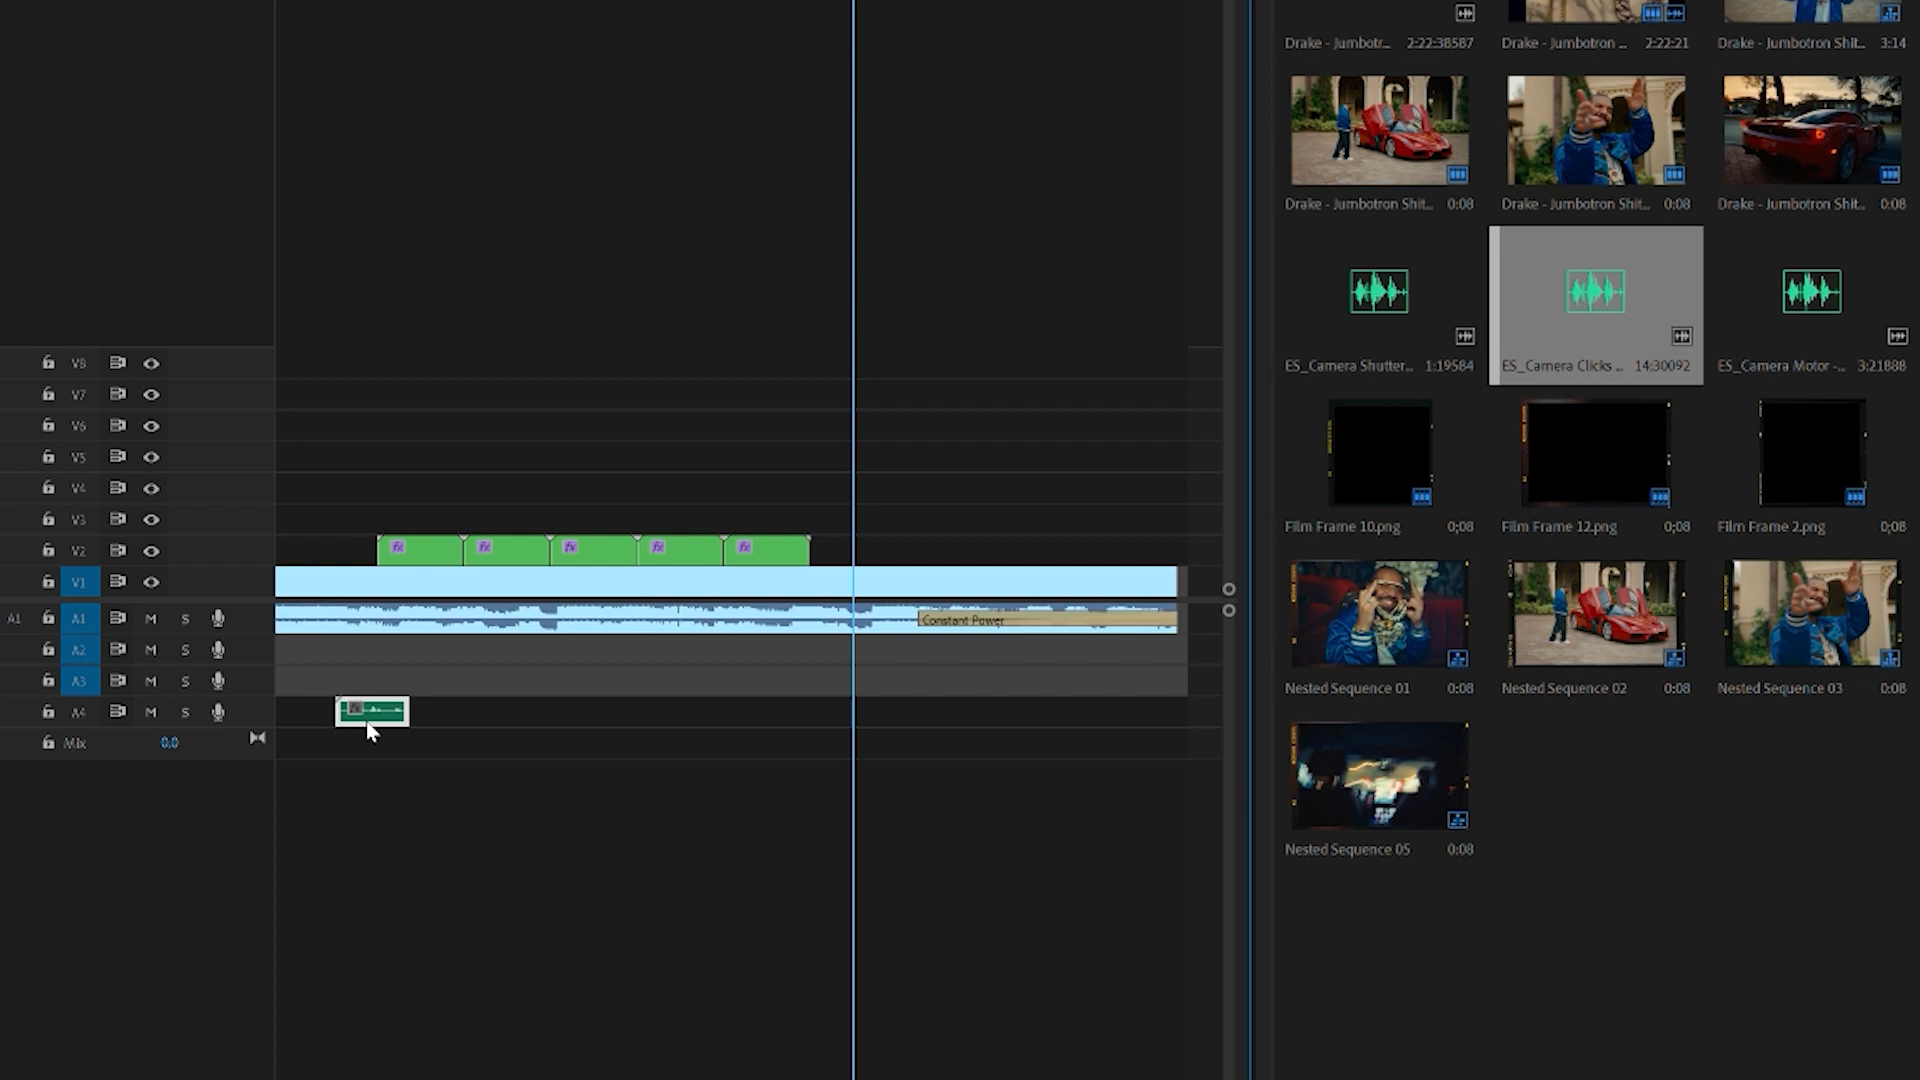 Drake - Jumbotr... 2:22:38587
Drake - Jumbotron ... 2:22:21
Drake - Jumbotron Shit... 3:14
Drake - Jumbotron Shit... 0:08
Drake - Jumbotron Shit... 0:08
Drake - Jumbotron Shit... 0:08
ES_Camera Shutter... 1:19584
ES_Camera Clicks ... 14:30092
ES_Camera Motor -... 3:21888
V8
V7
V6
V5
V4
V3
V2 fx fx fx fx fx
V1
A1 A1 M S Constant Power
A2 M S
A3 M S
A4 M S
Mix 0.0
Film Frame 10.png 0;08
Film Frame 12.png 0;08
Film Frame 2.png 0;08
Nested Sequence 01 0:08
Nested Sequence 02 0:08
Nested Sequence 03 0:08
Nested Sequence 05 0:08